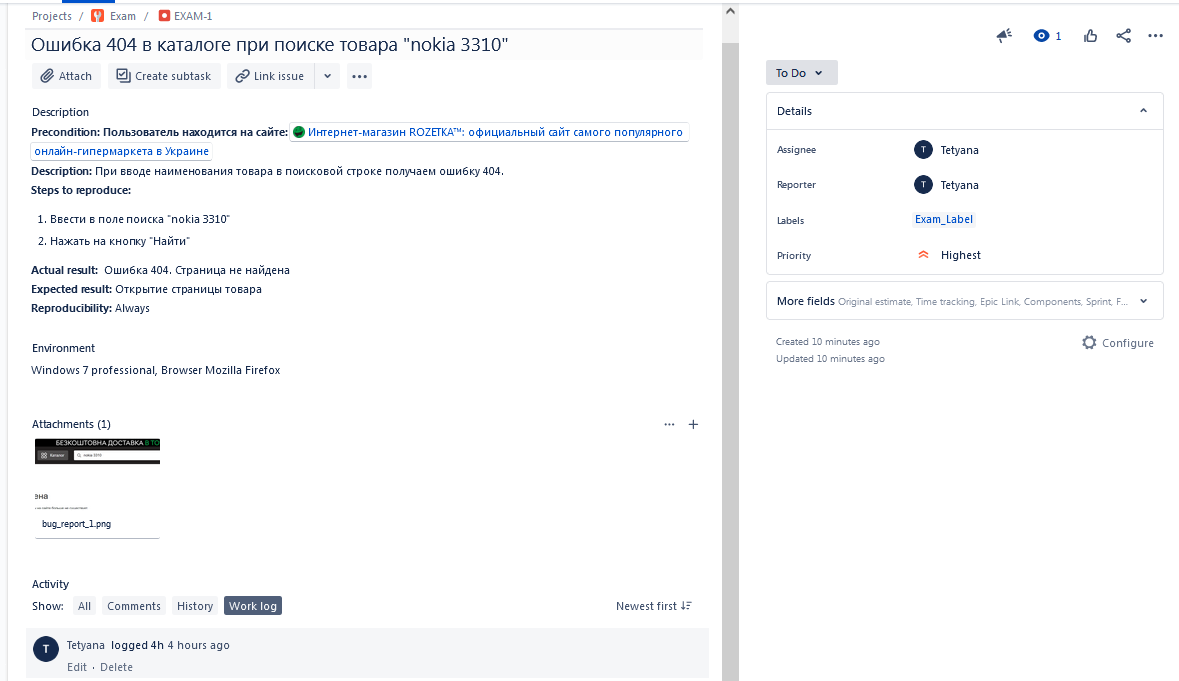 Projects / Exam / EXAM-1
1
Ошибка 404 в каталоге при поиске товара "nokia 3310"
Attach Create subtask Link issue
Description
Precondition: Пользователь находится на сайте: Интернет-магазин ROZETKA™: официальный сайт самого популярного
онлайн-гипермаркета в Украине
Description: При вводе наименования товара в поисковой строке получаем ошибку 404.
Steps to reproduce:
1. Ввести в поле поиска "nokia 3310"
2. Нажать на кнопку "Найти"
Actual result: Ошибка 404. Страница не найдена
Expected result: Открытие страницы товара
Reproducibility: Always
Environment
Windows 7 professional, Browser Mozilla Firefox
Attachments (1)
БЕЗКОШТОВНА ДОСТАВКА В ТО
Каталог nokia 3310
ена
bug_report_1.png
Activity
Show: All Comments History Work log Newest first
T Tetyana logged 4h 4 hours ago
Edit · Delete
To Do
Details
Assignee T Tetyana
Reporter T Tetyana
Labels Exam_Label
Priority Highest
More fields Original estimate, Time tracking, Epic Link, Components, Sprint, F...
Created 10 minutes ago
Configure
Updated 10 minutes ago